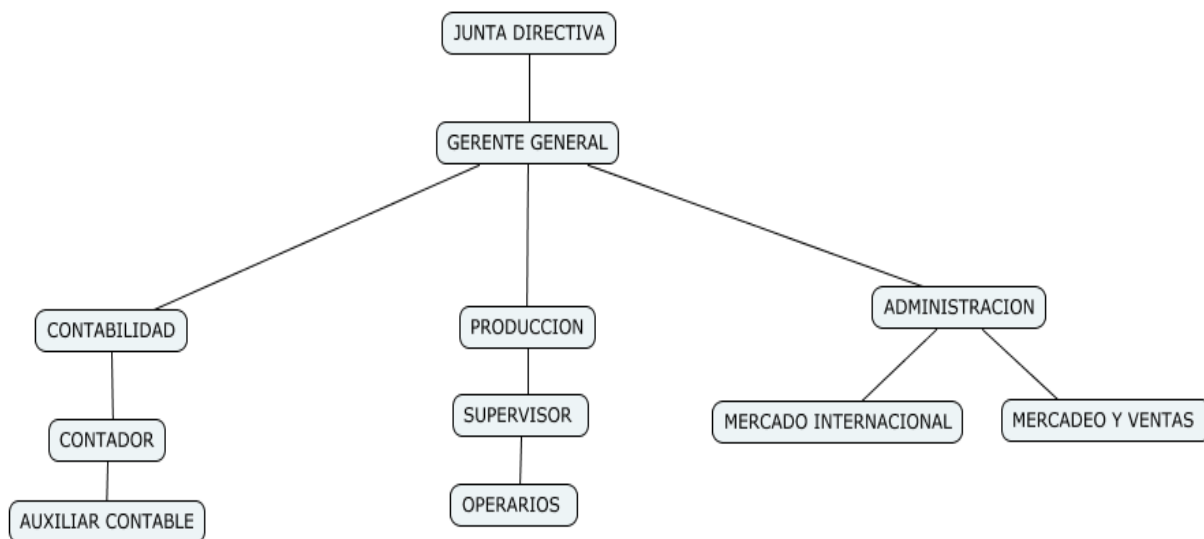 JUNTA DIRECTIVA
GERENTE GENERAL
CONTABILIDAD
PRODUCCION
ADMINISTRACION
CONTADOR
SUPERVISOR
MERCADO INTERNACIONAL
MERCADEO Y VENTAS
AUXILIAR CONTABLE
OPERARIOS